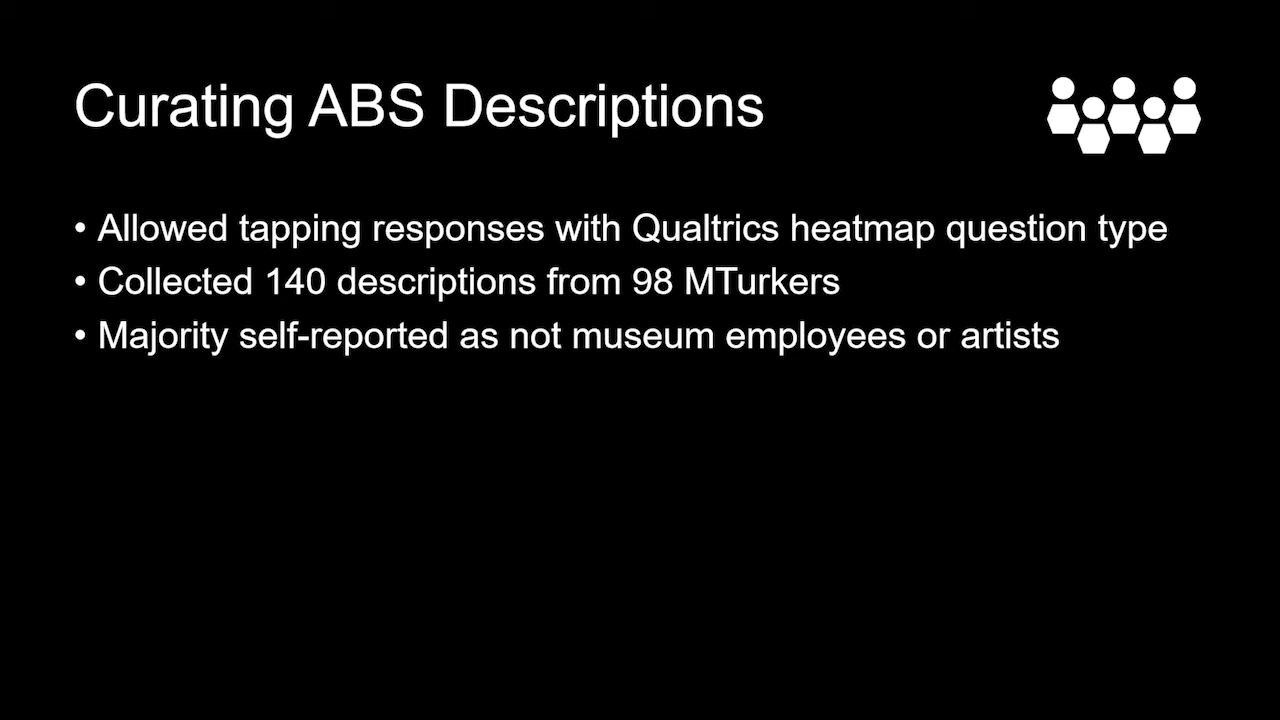 Curating ABS Descriptions
• Allowed tapping responses with Qualtrics heatmap question type
• Collected 140 descriptions from 98 MTurkers
• Majority self-reported as not museum employees or artists